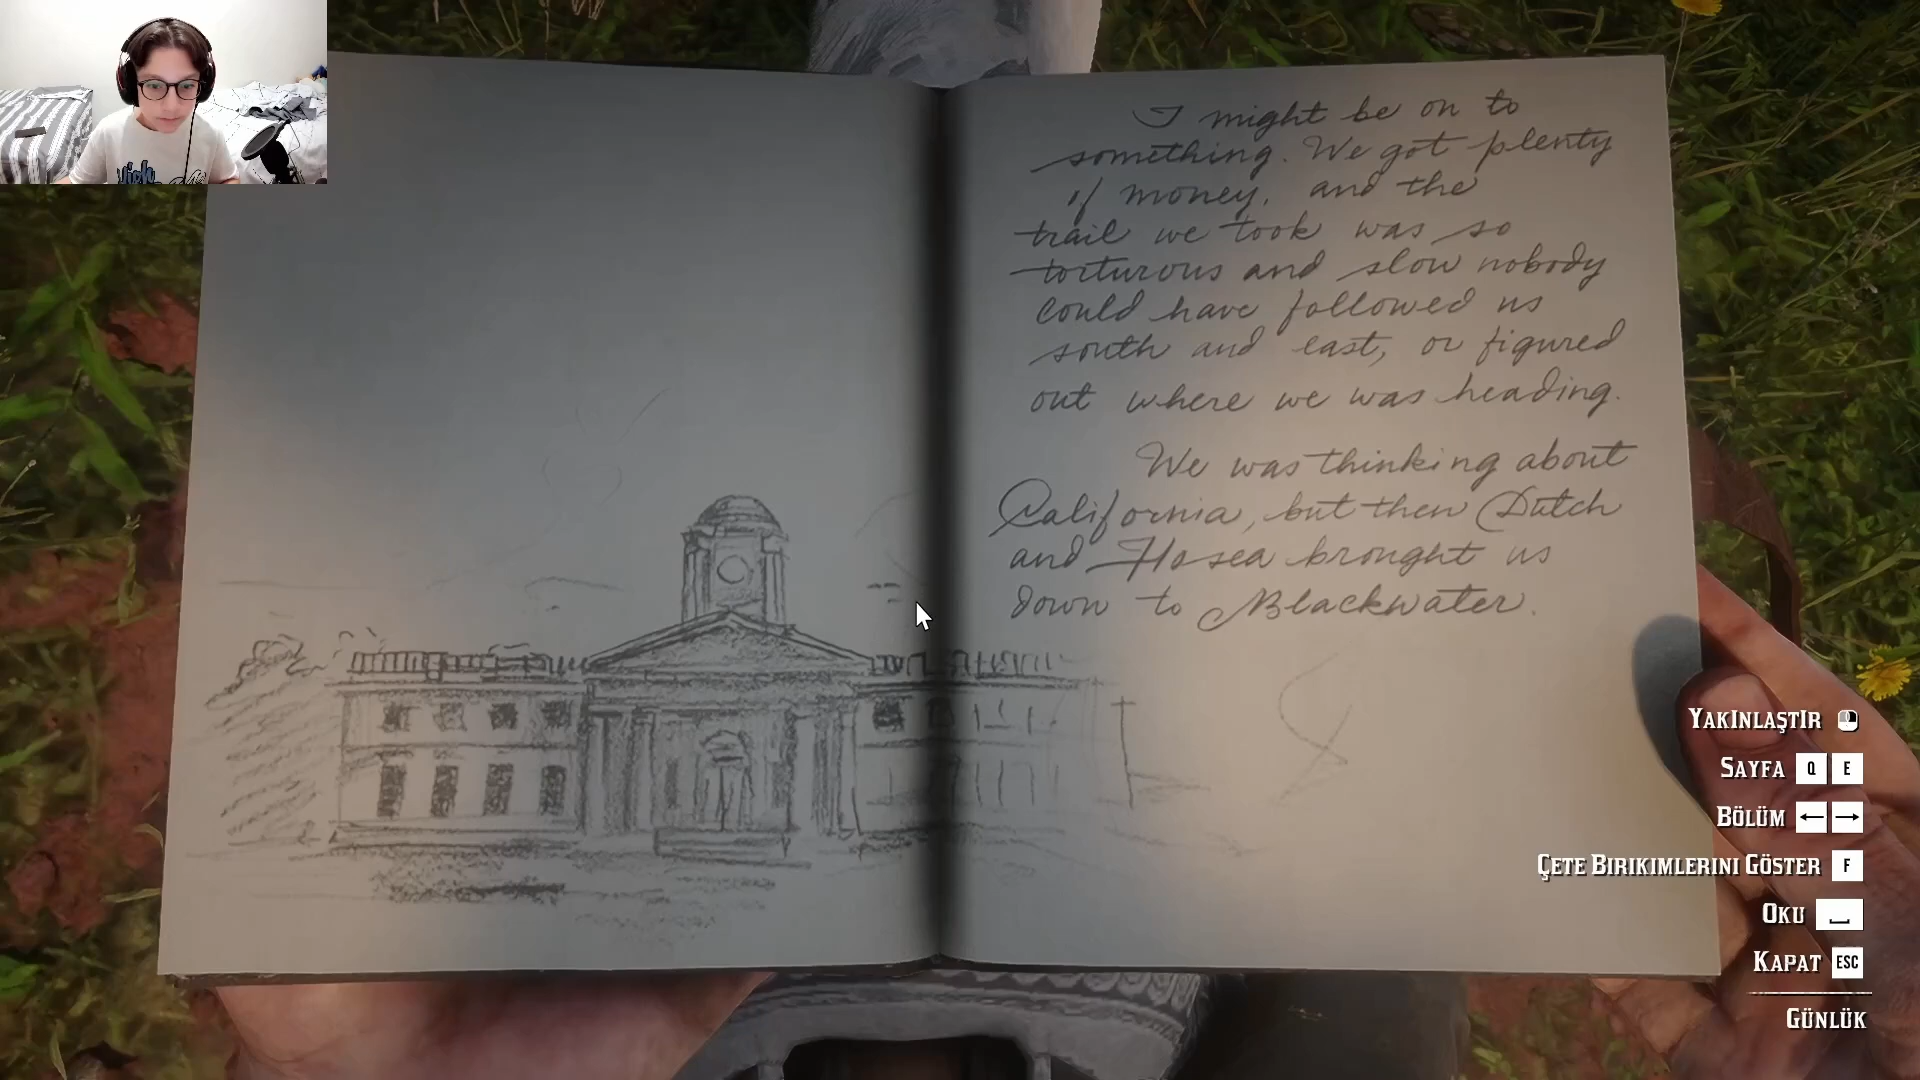 I might be on to
something. We got plenty
of money, and the
trail we took was so
torturous and slow nobody
could have followed us
south and east, or figured
out where we was heading.
We was thinking about
California, but then Dutch
and Hosea brought us
down to Blackwater.
YAKINLAŞTIR
SAYFA Q E
BÖLÜM ← →
ÇETE BIRIKIMLERINI GÖSTER F
OKU
KAPAT ESC
GÜNLÜK